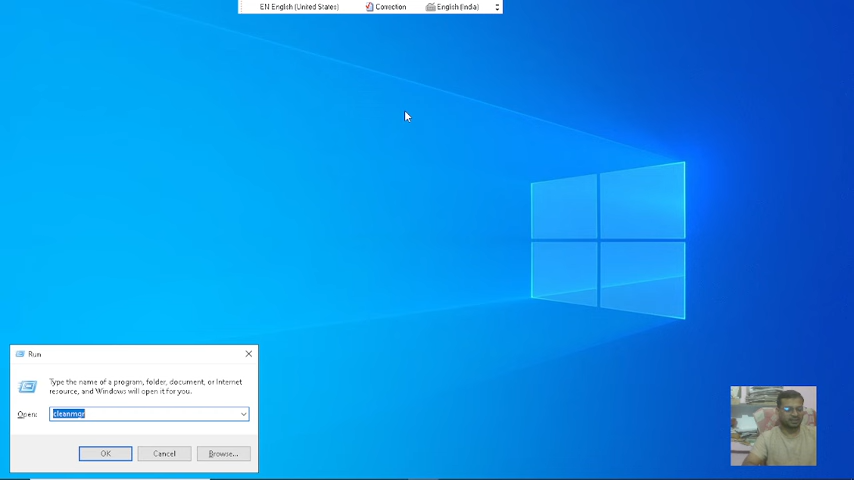 EN English (United States) Correction English (India)
Run
Type the name of a program, folder, document, or Internet
resource, and Windows will open it for you.
Open: cleanmgr
OK Cancel Browse...